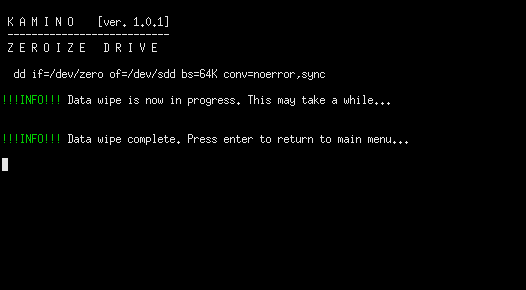 K A M I N O [ver. 1.0.1]
---------------------------
Z E R O I Z E D R I V E
dd if=/dev/zero of=/dev/sdd bs=64K conv=noerror,sync
!!!INFO!!! Data wipe is now in progress. This may take a while...
!!!INFO!!! Data wipe complete. Press enter to return to main menu...